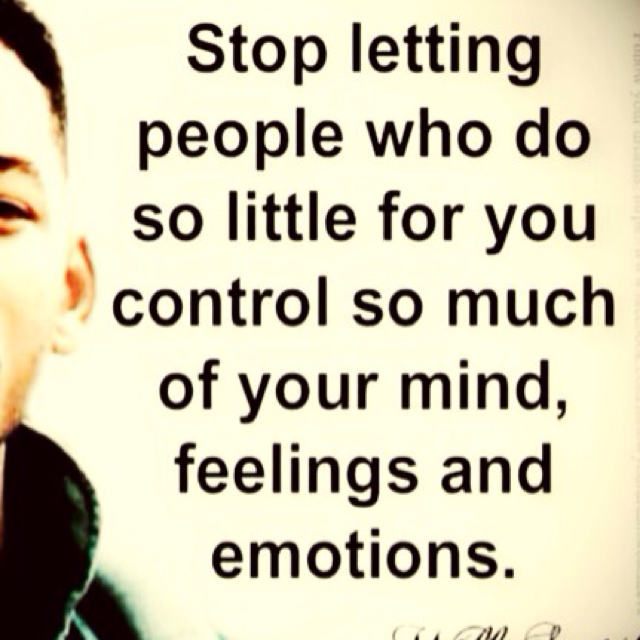 Stop letting
people who do
so little for you
control so much
of your mind,
feelings and
emotions.